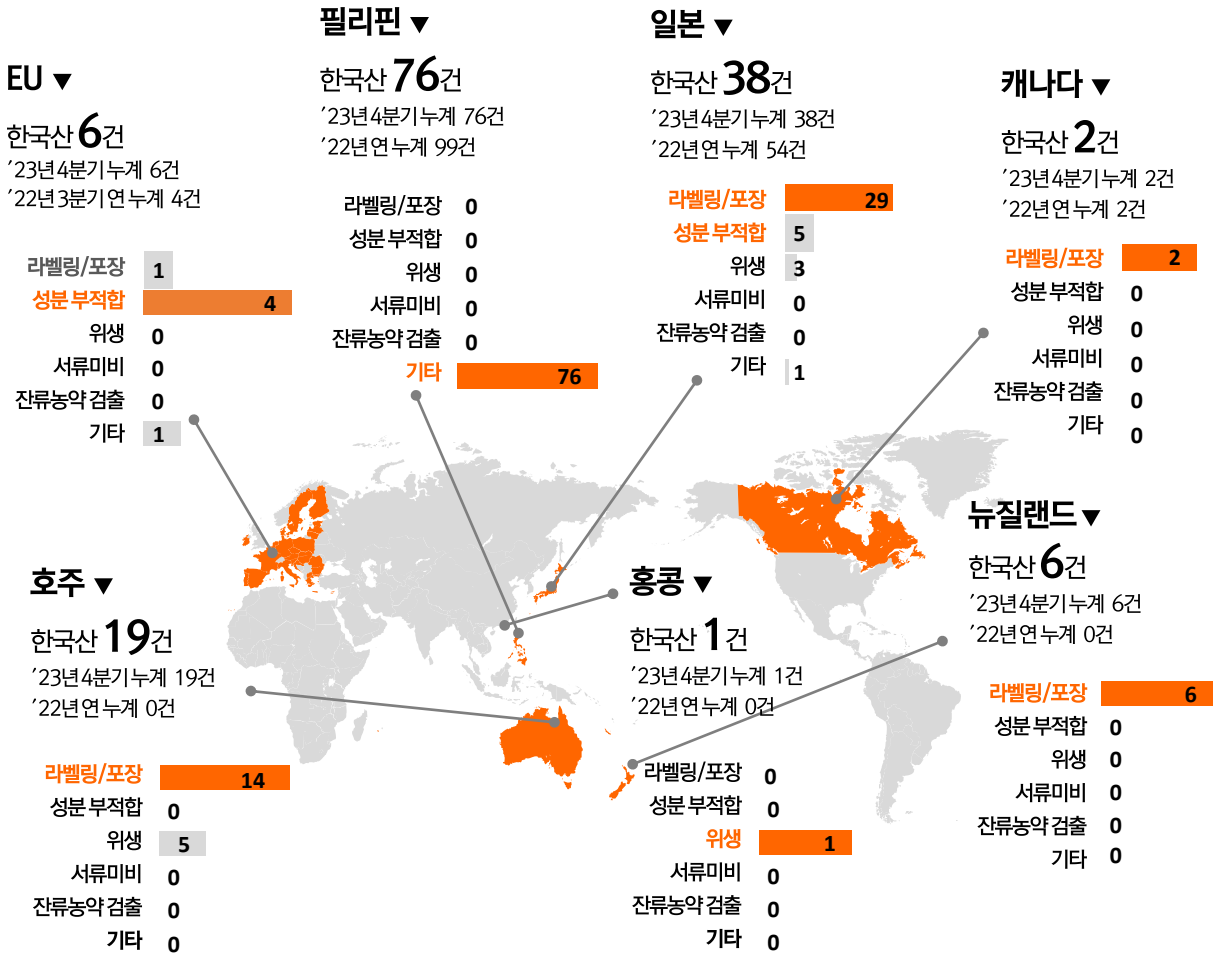 EU ▼
한국산 6건
´23년 4분기 누계 6건
´22년 3분기 연 누계 4건
라벨링/포장 1
성분 부적합 4
위생 0
서류미비 0
잔류농약 검출 0
기타 1
필리핀 ▼
한국산 76건
´23년 4분기 누계 76건
´22년 연 누계 99건
라벨링/포장 0
성분 부적합 0
위생 0
서류미비 0
잔류농약 검출 0
기타 76
일본 ▼
한국산 38건
´23년 4분기 누계 38건
´22년 연 누계 54건
라벨링/포장 29
성분 부적합 5
위생 3
서류미비 0
잔류농약 검출 0
기타 1
캐나다 ▼
한국산 2건
´23년 4분기 누계 2건
´22년 연 누계 2건
라벨링/포장 2
성분 부적합 0
위생 0
서류미비 0
잔류농약 검출 0
기타 0
호주 ▼
한국산 19건
´23년 4분기 누계 19건
´22년 연 누계 0건
라벨링/포장 14
성분 부적합 0
위생 5
서류미비 0
잔류농약 검출 0
기타 0
홍콩 ▼
한국산 1건
´23년 4분기 누계 1건
´22년 연 누계 0건
라벨링/포장 0
성분 부적합 0
위생 1
서류미비 0
잔류농약 검출 0
기타 0
뉴질랜드 ▼
한국산 6건
´23년 4분기 누계 6건
´22년 연 누계 0건
라벨링/포장 6
성분 부적합 0
위생 0
서류미비 0
잔류농약 검출 0
기타 0